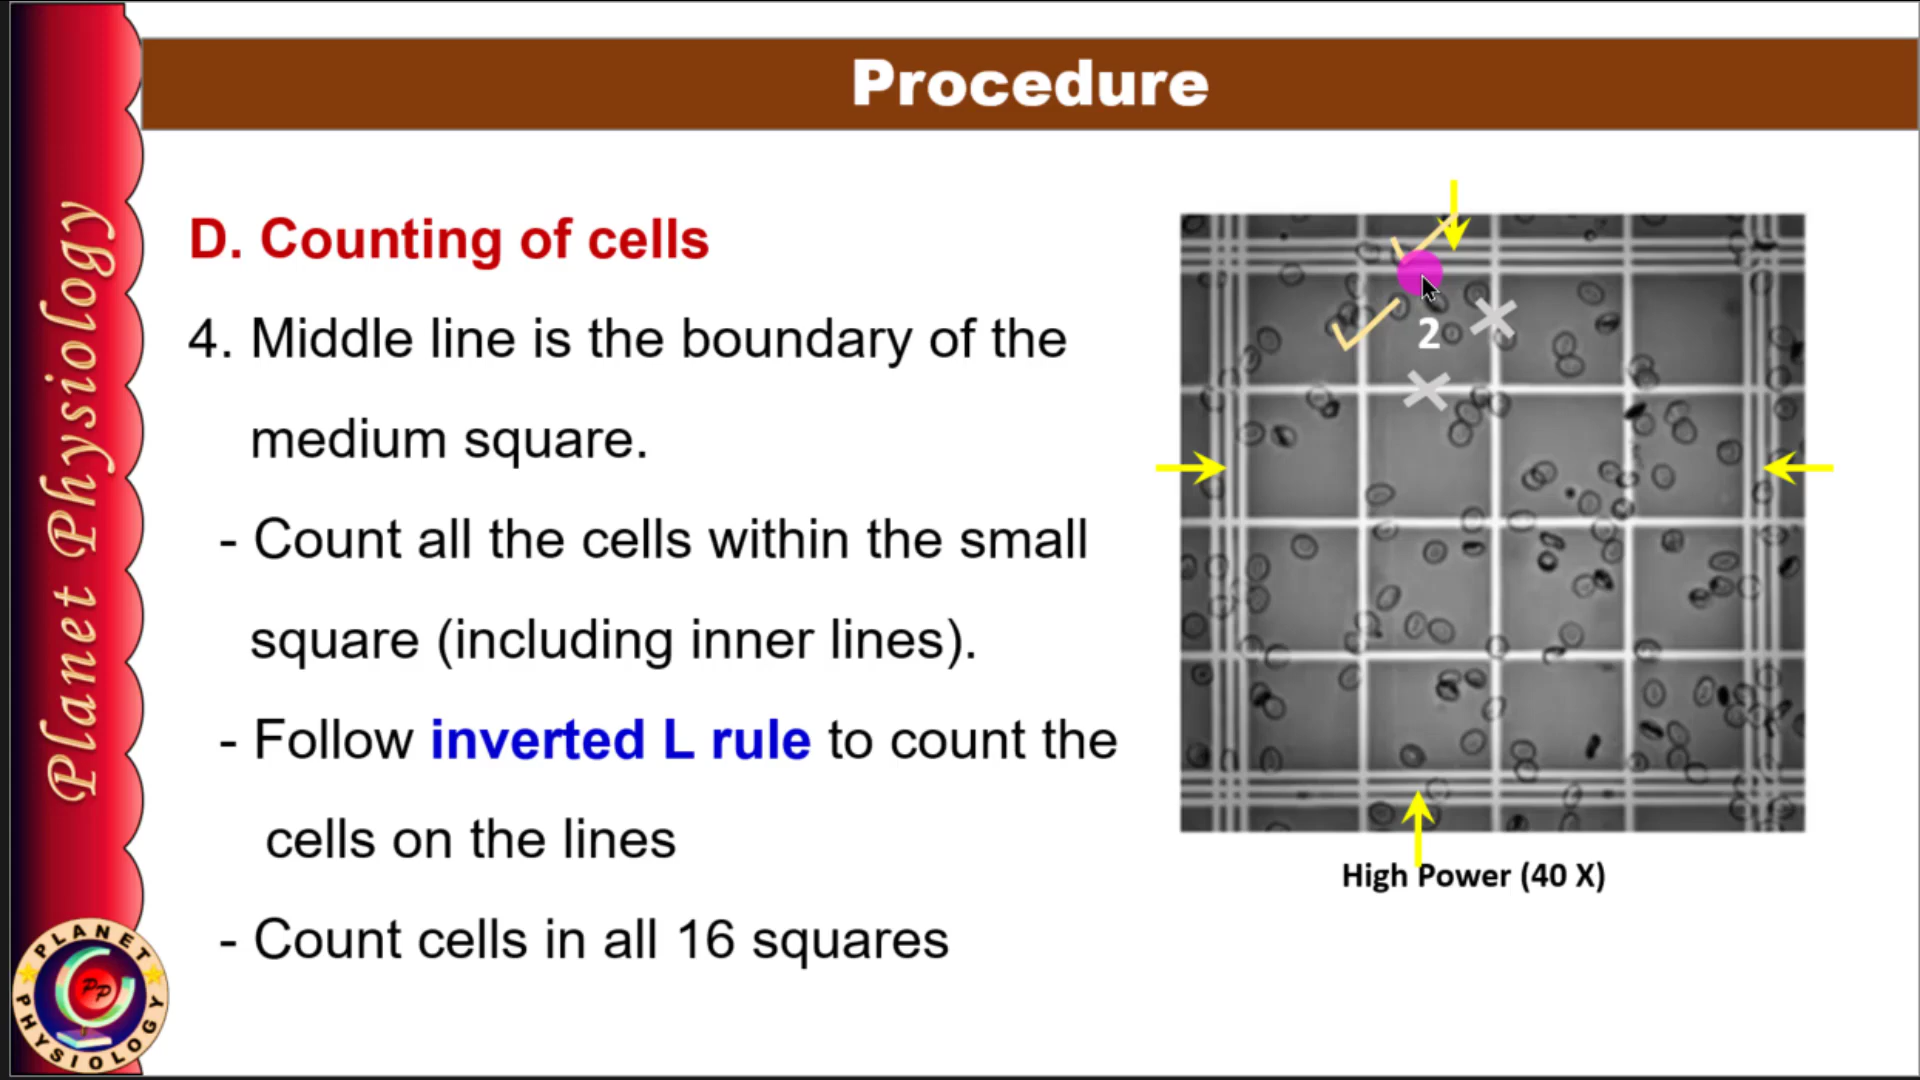 Procedure
Planet Physiology
D. Counting of cells
4. Middle line is the boundary of the
medium square.
- Count all the cells within the small
square (including inner lines).
- Follow inverted L rule to count the
cells on the lines
- Count cells in all 16 squares
2
High Power (40 X)
PLANET
PP
PHYSIOLOGY